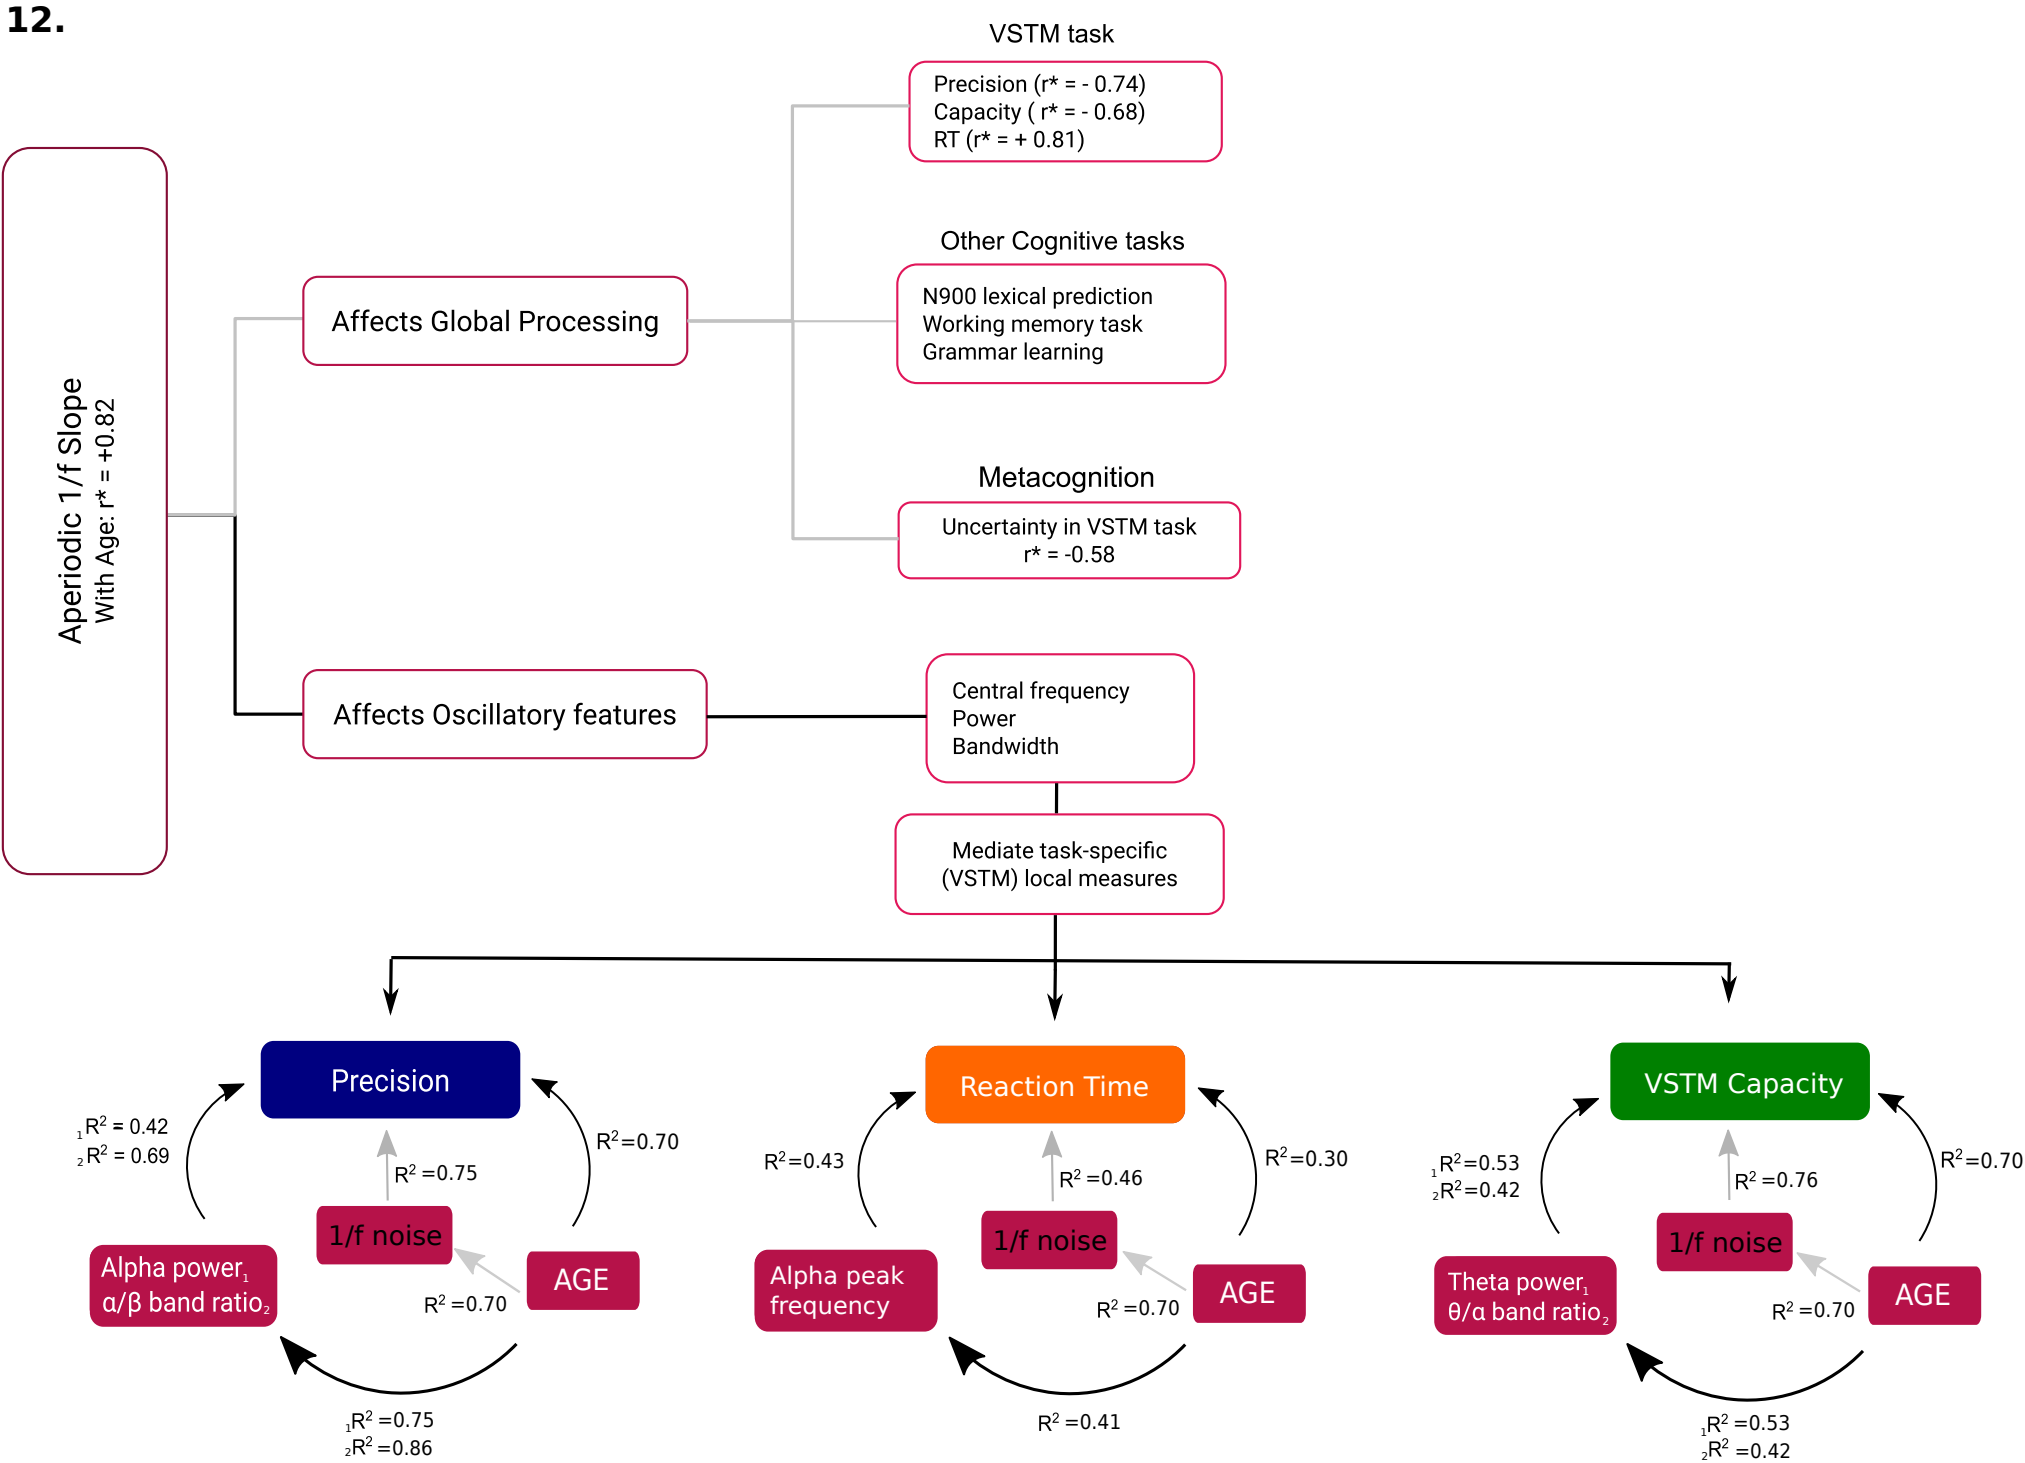 12.
VSTM task
Precision (r* = - 0.74)
Capacity ( r* = - 0.68)
RT (r* = + 0.81)
Other Cognitive tasks
N900 lexical prediction
Working memory task
Grammar learning
Affects Global Processing
Aperiodic 1/f Slope
With Age: r* = +0.82
Metacognition
Uncertainty in VSTM task
r* = -0.58
Affects Oscillatory features
Central frequency
Power
Bandwidth
Mediate task-specific
(VSTM) local measures
Precision
₁R² = 0.42
₂R² = 0.69
R²=0.70
R²=0.75
1/f noise
Alpha power₁
α/β band ratio₂
AGE
R²=0.70
₁R²=0.75
₂R²=0.86
Reaction Time
R²=0.43
R²=0.30
R²=0.46
1/f noise
Alpha peak
frequency
AGE
R²=0.70
R²=0.41
VSTM Capacity
₁R²=0.53
₂R²=0.42
R²=0.70
R²=0.76
1/f noise
Theta power₁
θ/α band ratio₂
AGE
R²=0.70
₁R²=0.53
₂R²=0.42